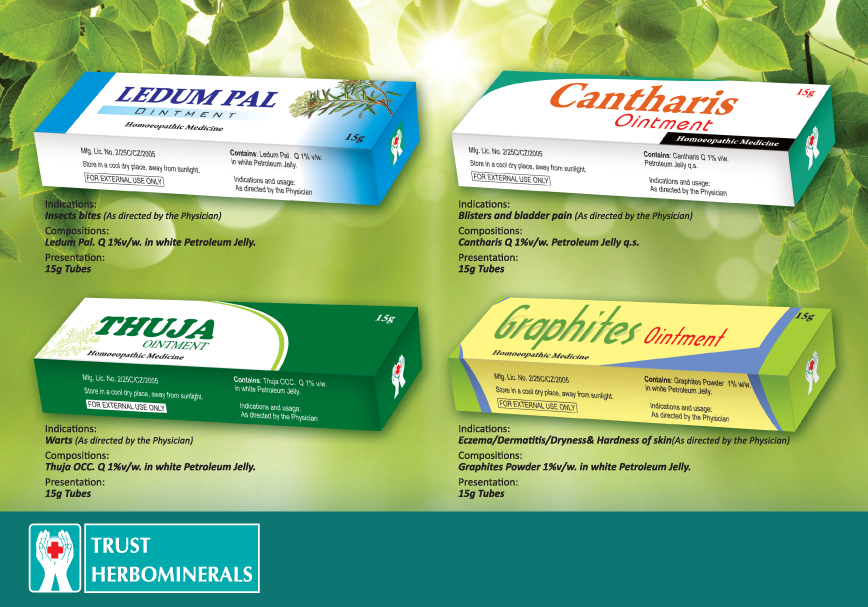 LEDUM PAL
OINTMENT
Homoeopathic Medicine
15g
Mfg. Lic. No. 2/25C/CZ/2005
Store in a cool dry place, away from sunlight.
FOR EXTERNAL USE ONLY
Contains: Ledum Pal. Q 1% v/w.
in white Petroleum Jelly.
Indications and usage:
As directed by the Physician
Indications:
Insects bites (As directed by the Physician)
Compositions:
Ledum Pal. Q 1%v/w. in white Petroleum Jelly.
Presentation:
15g Tubes
Cantharis
Ointment
Homoeopathic Medicine
15g
Mfg. Lic. No. 2/25C/CZ/2005
Store in a cool dry place, away from sunlight.
FOR EXTERNAL USE ONLY
Contains: Cantharis Q 1% v/w.
Petroleum Jelly q.s.
Indications and usage:
As directed by the Physician
Indications:
Blisters and bladder pain (As directed by the Physician)
Compositions:
Cantharis Q 1%v/w. Petroleum Jelly q.s.
Presentation:
15g Tubes
THUJA
OINTMENT
Homoeopathic Medicine
15g
Mfg. Lic. No. 2/25C/CZ/2005
Store in a cool dry place, away from sunlight.
FOR EXTERNAL USE ONLY
Contains: Thuja OCC. Q 1% v/w.
in white Petroleum Jelly.
Indications and usage:
As directed by the Physician
Indications:
Warts (As directed by the Physician)
Compositions:
Thuja OCC. Q 1%v/w. in white Petroleum Jelly.
Presentation:
15g Tubes
Graphites Ointment
Homoeopathic Medicine
15g
Mfg. Lic. No. 2/25C/CZ/2005
Store in a cool dry place, away from sunlight.
FOR EXTERNAL USE ONLY
Contains: Graphites Powder 1% w/w.
in white Petroleum Jelly.
Indications and usage:
As directed by the Physician
Indications:
Eczema/Dermatitis/Dryness& Hardness of skin(As directed by the Physician)
Compositions:
Graphites Powder 1%v/w. in white Petroleum Jelly.
Presentation:
15g Tubes
TRUST
HERBOMINERALS